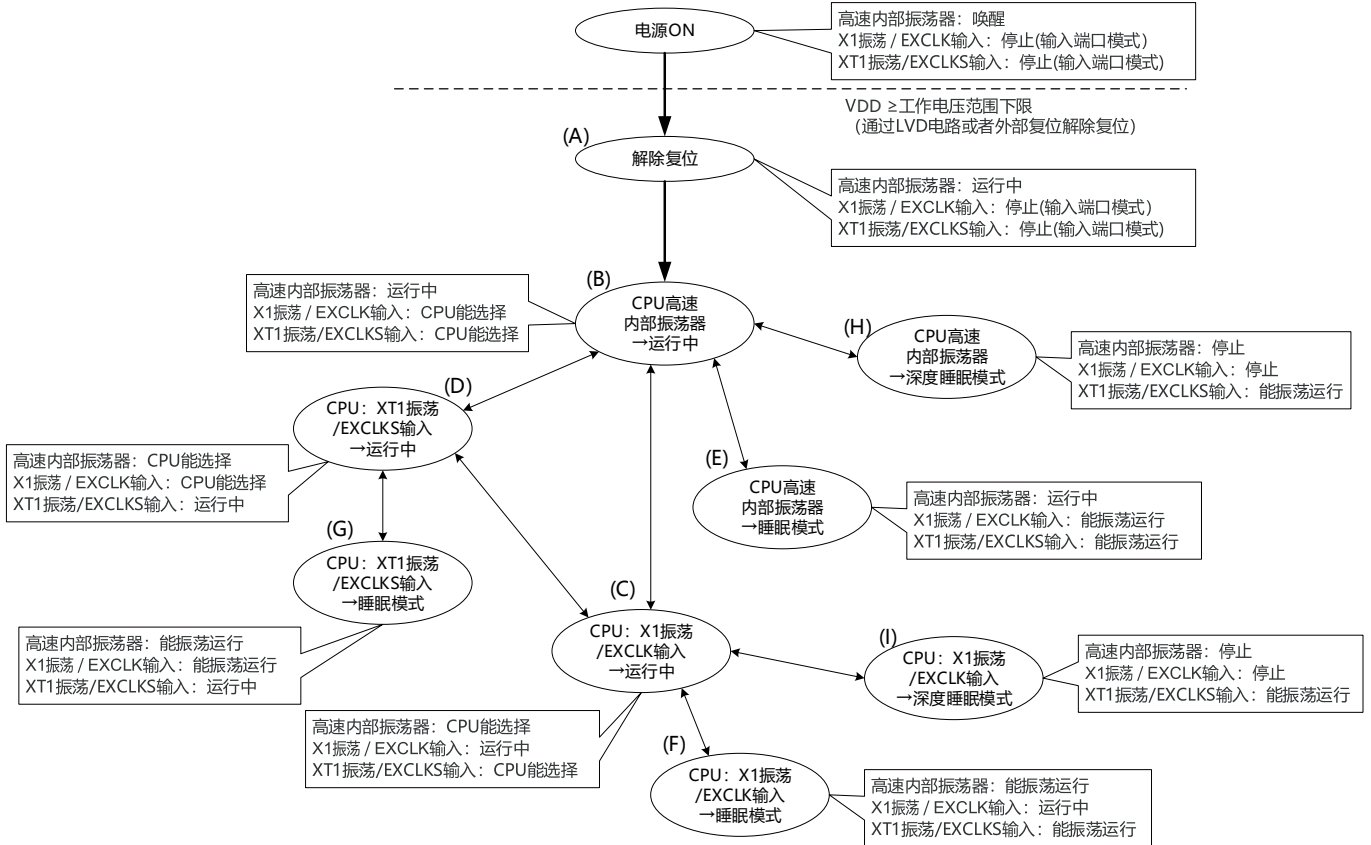 电源ON
高速内部振荡器：唤醒
X1振荡 / EXCLK输入：停止(输入端口模式)
XT1振荡/EXCLKS输入：停止(输入端口模式)
VDD ≥工作电压范围下限
（通过LVD电路或者外部复位解除复位）
(A)
解除复位
高速内部振荡器：运行中
X1振荡 / EXCLK输入：停止(输入端口模式)
XT1振荡/EXCLKS输入：停止(输入端口模式)
(B)
CPU高速
内部振荡器
→运行中
高速内部振荡器：运行中
X1振荡 / EXCLK输入：CPU能选择
XT1振荡/EXCLKS输入：CPU能选择
(H)
CPU高速
内部振荡器
→深度睡眠模式
高速内部振荡器：停止
X1振荡 / EXCLK输入：停止
XT1振荡/EXCLKS输入：能振荡运行
(D)
CPU：XT1振荡
/EXCLKS输入
→运行中
高速内部振荡器：CPU能选择
X1振荡 / EXCLK输入：CPU能选择
XT1振荡/EXCLKS输入：运行中
(E)
CPU高速
内部振荡器
→睡眠模式
高速内部振荡器：运行中
X1振荡 / EXCLK输入：能振荡运行
XT1振荡/EXCLKS输入：能振荡运行
(G)
CPU：XT1振荡
/EXCLKS输入
→睡眠模式
高速内部振荡器：能振荡运行
X1振荡 / EXCLK输入：能振荡运行
XT1振荡/EXCLKS输入：运行中
(C)
CPU：X1振荡
/EXCLK输入
→运行中
高速内部振荡器：CPU能选择
X1振荡 / EXCLK输入：运行中
XT1振荡/EXCLKS输入：CPU能选择
(I)
CPU：X1振荡
/EXCLK输入
→深度睡眠模式
高速内部振荡器：停止
X1振荡 / EXCLK输入：停止
XT1振荡/EXCLKS输入：能振荡运行
(F)
CPU：X1振荡
/EXCLK输入
→睡眠模式
高速内部振荡器：能振荡运行
X1振荡 / EXCLK输入：运行中
XT1振荡/EXCLKS输入：能振荡运行